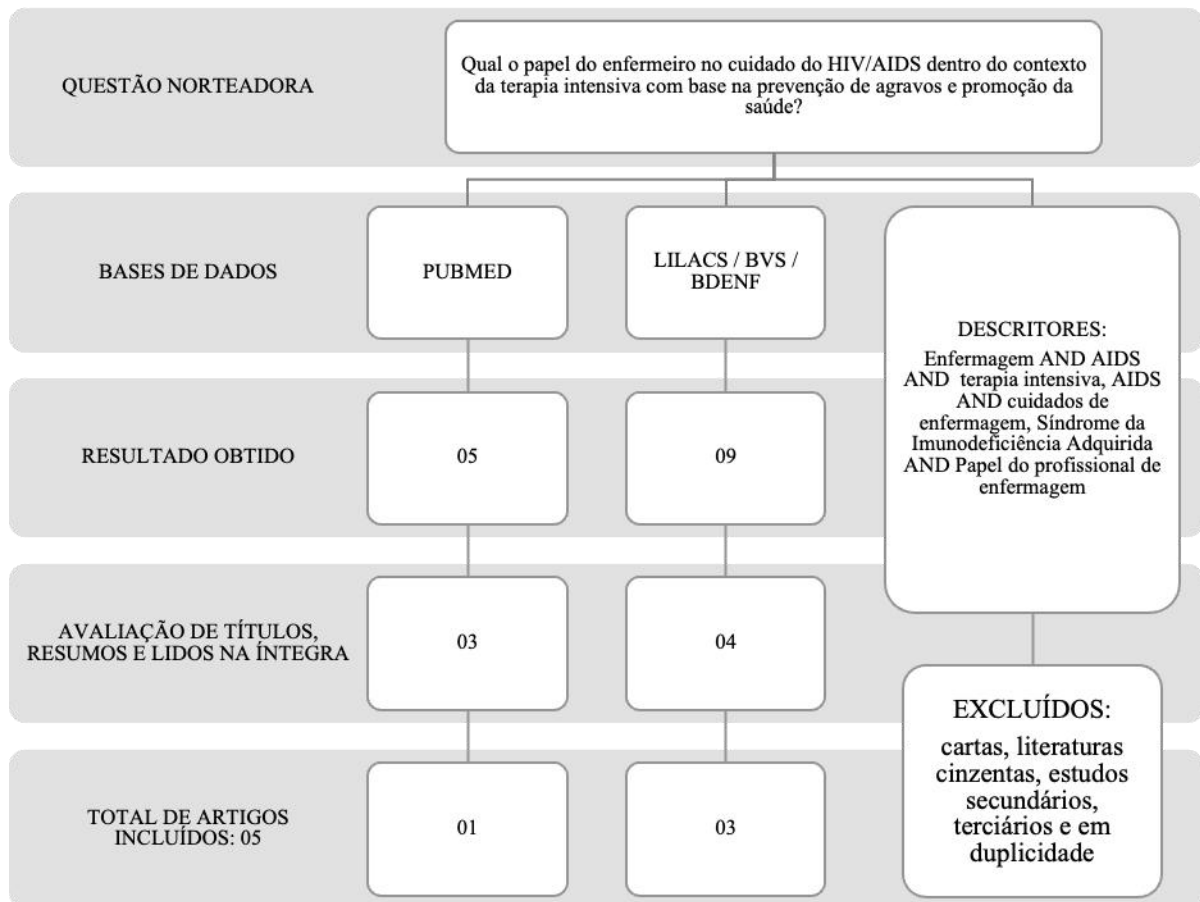 QUESTÃO NORTEADORA
Qual o papel do enfermeiro no cuidado do HIV/AIDS dentro do contexto
da terapia intensiva com base na prevenção de agravos e promoção da
saúde?
BASES DE DADOS
PUBMED
LILACS / BVS /
BDENF
DESCRITORES:
Enfermagem AND AIDS
AND terapia intensiva, AIDS
AND cuidados de
enfermagem, Síndrome da
Imunodeficiência Adquirida
AND Papel do profissional de
enfermagem
RESULTADO OBTIDO
05
09
AVALIAÇÃO DE TÍTULOS,
RESUMOS E LIDOS NA ÍNTEGRA
03
04
EXCLUÍDOS:
cartas, literaturas
cinzentas, estudos
secundários,
terciários e em
duplicidade
TOTAL DE ARTIGOS
INCLUÍDOS: 05
01
03